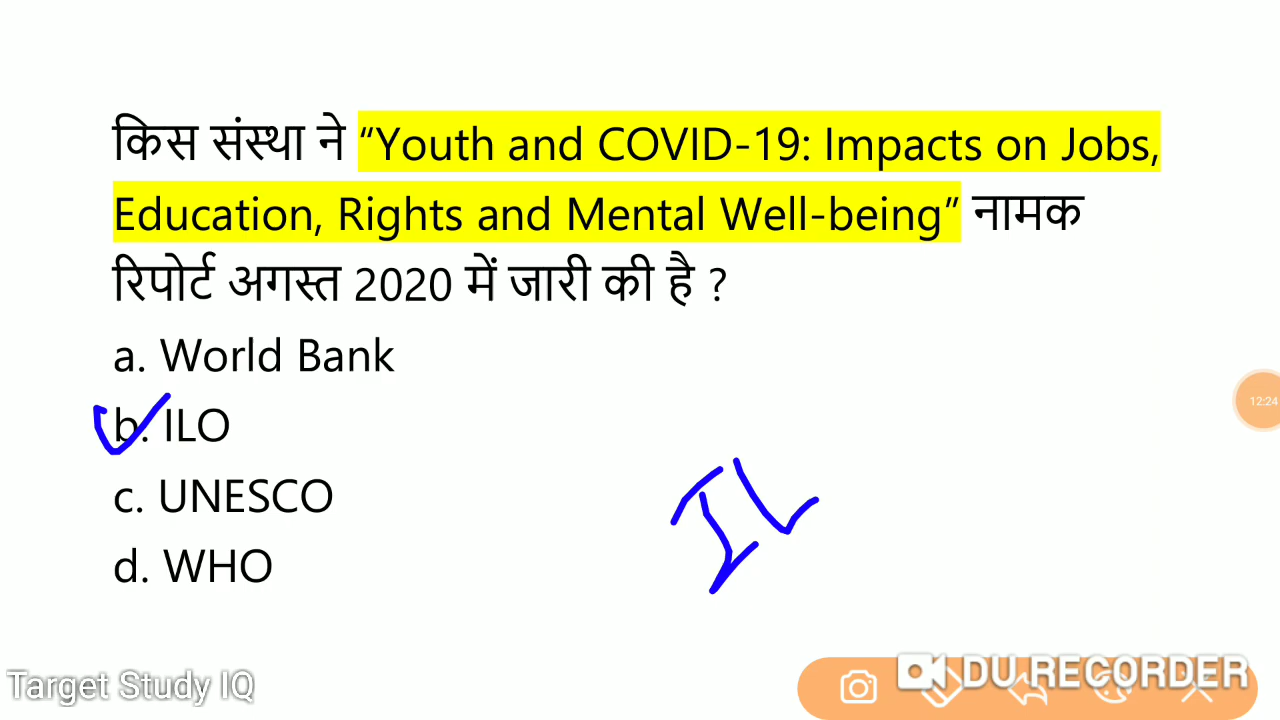 किस संस्था ने “Youth and COVID-19: Impacts on Jobs,
Education, Rights and Mental Well-being” नामक
रिपोर्ट अगस्त 2020 में जारी की है ?
a. World Bank
b. ILO
c. UNESCO
d. WHO
IL
12:24
Target Study IQ
DU RECORDER